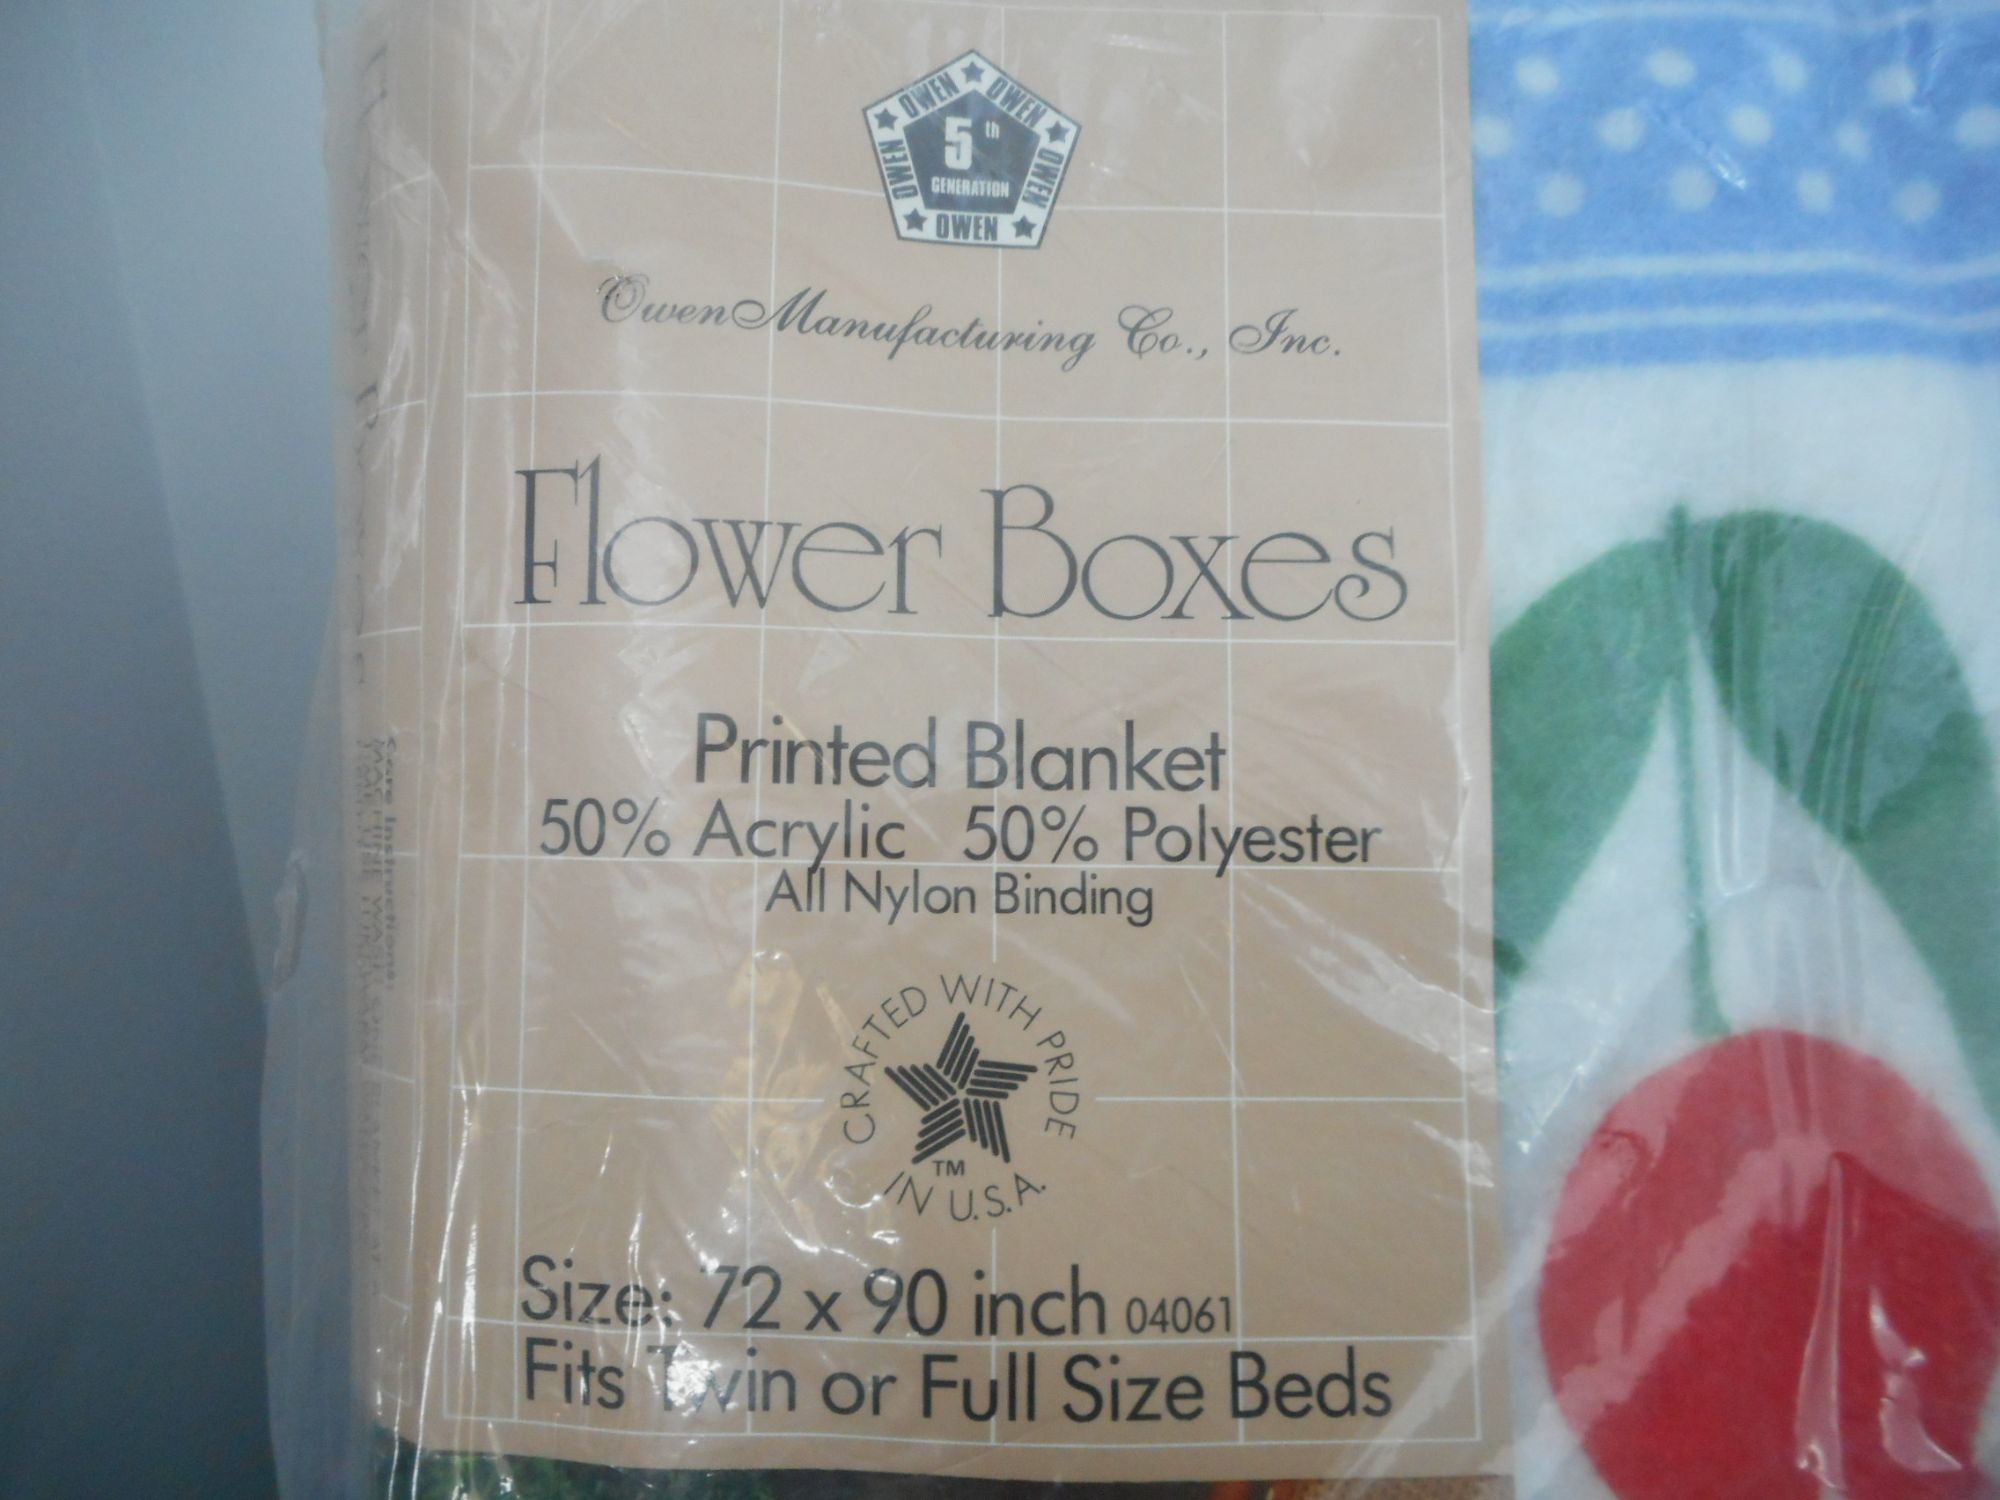 OWEN OWEN OWEN OWEN OWEN
5th
GENERATION
Owen Manufacturing Co., Inc.
Flower Boxes
Printed Blanket
50% Acrylic 50% Polyester
All Nylon Binding
CRAFTED WITH PRIDE
TM
IN U.S.A.
Size: 72 x 90 inch 04061
Fits Twin or Full Size Beds
Care Instructions: